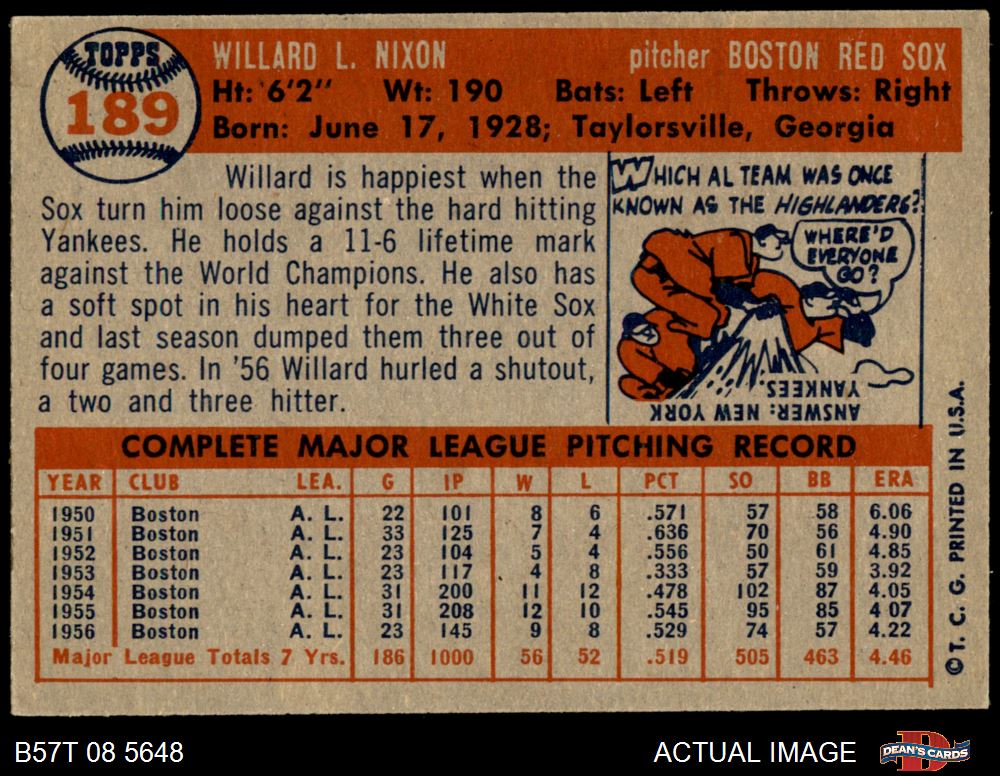 TOPPS
189
WILLARD L. NIXON pitcher BOSTON RED SOX
Ht: 6'2" Wt: 190 Bats: Left Throws: Right
Born: June 17, 1928; Taylorsville, Georgia
Willard is happiest when the
Sox turn him loose against the hard hitting
Yankees. He holds a 11-6 lifetime mark
against the World Champions. He also has
a soft spot in his heart for the White Sox
and last season dumped them three out of
four games. In '56 Willard hurled a shutout,
a two and three hitter.
WHICH AL TEAM WAS ONCE
KNOWN AS THE HIGHLANDERS?
WHERE'D
EVERYONE
GO?
ANSWER: NEW YORK
YANKEES.
COMPLETE MAJOR LEAGUE PITCHING RECORD
YEAR CLUB LEA. G IP W L PCT SO BB ERA
1950 Boston A. L. 22 101 8 6 .571 57 58 6.06
1951 Boston A. L. 33 125 7 4 .636 70 56 4.90
1952 Boston A. L. 23 104 5 4 .556 50 61 4.85
1953 Boston A. L. 23 117 4 8 .333 57 59 3.92
1954 Boston A. L. 31 200 11 12 .478 102 87 4.05
1955 Boston A. L. 31 208 12 10 .545 95 85 4 07
1956 Boston A. L. 23 145 9 8 .529 74 57 4.22
Major League Totals 7 Yrs. 186 1000 56 52 .519 505 463 4.46
©T. C. G. PRINTED IN U.S.A.
B57T 08 5648 ACTUAL IMAGE
DEAN'S CARDS